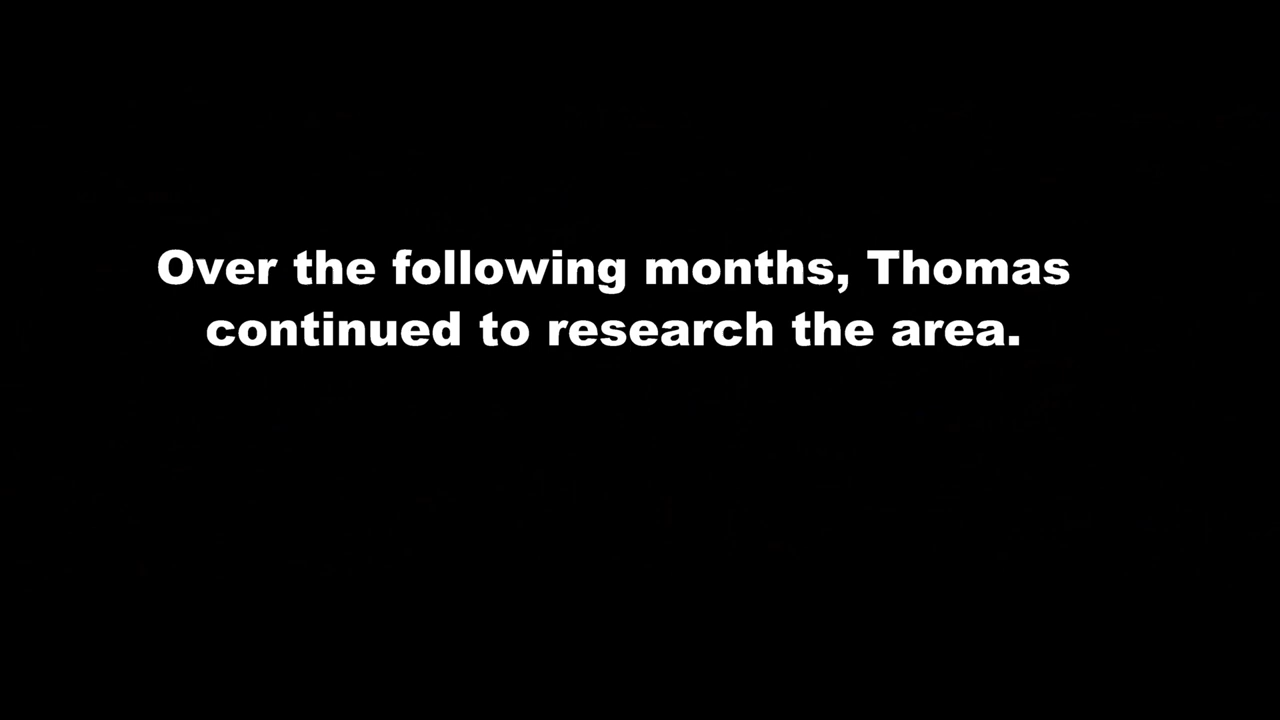 Over the following months, Thomas
continued to research the area.